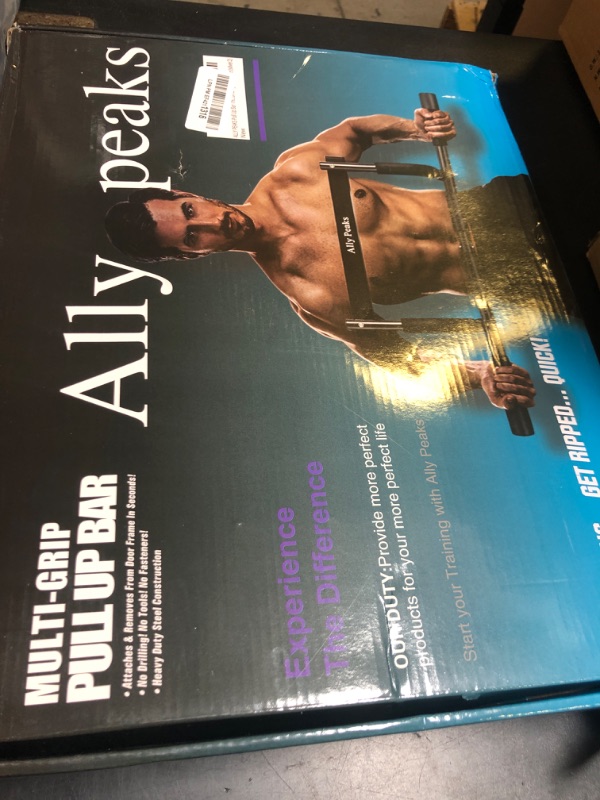 Ally peaks
MULTI-GRIP
PULL UP BAR
• Attaches & Removes From Door Frame In Seconds!
• No Drilling! No Tools! No Fasteners!
• Heavy Duty Steel Construction
Ally Peaks
Experience
The Difference
OUR DUTY:Provide more perfect
products for your more perfect life
Start your Training with Ally Peaks
GET RIPPED... QUICK!